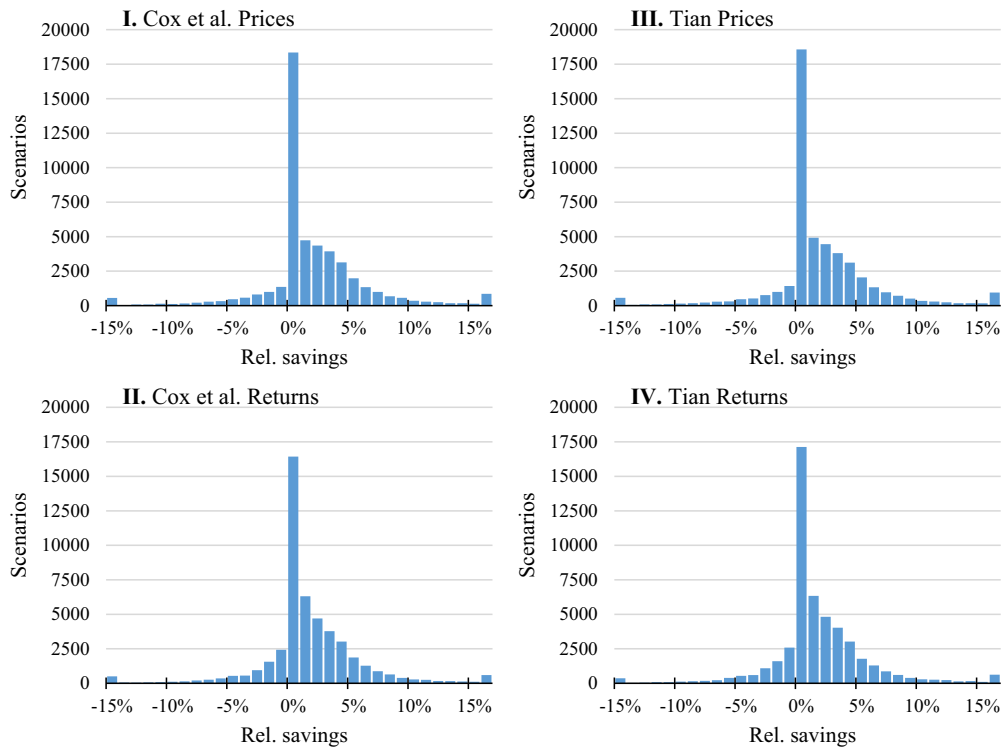 I. Cox et al. Prices
20000
17500
15000
12500
10000
7500
5000
2500
0
Scenarios
-15% -10% -5% 0% 5% 10% 15%
Rel. savings
III. Tian Prices
20000
17500
15000
12500
10000
7500
5000
2500
0
Scenarios
-15% -10% -5% 0% 5% 10% 15%
Rel. savings
II. Cox et al. Returns
20000
17500
15000
12500
10000
7500
5000
2500
0
Scenarios
-15% -10% -5% 0% 5% 10% 15%
Rel. savings
IV. Tian Returns
20000
17500
15000
12500
10000
7500
5000
2500
0
Scenarios
-15% -10% -5% 0% 5% 10% 15%
Rel. savings